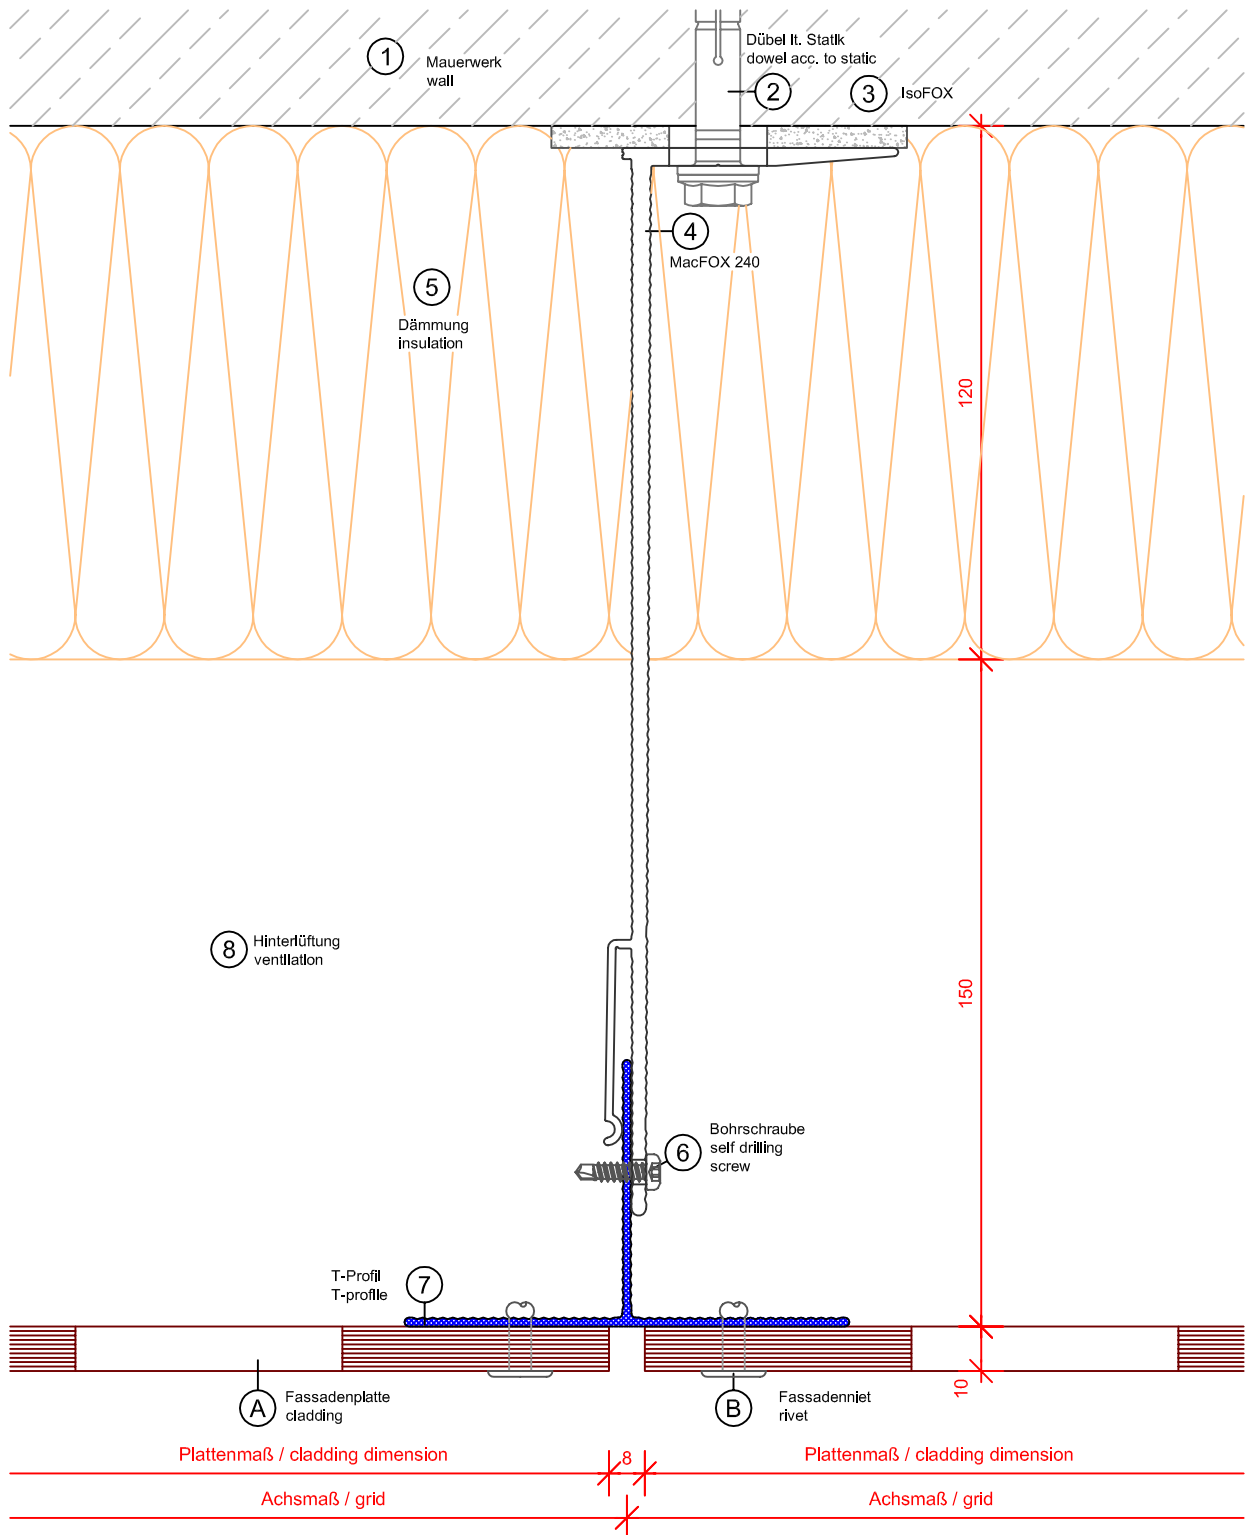 Dübel lt. Statik
dowel acc. to static
1
Mauerwerk
wall
2
3
IsoFOX
4
MacFOX 240
5
Dämmung
insulation
120
8
Hinterlüftung
ventilation
150
6
Bohrschraube
self drilling
screw
T-Profil
T-profile
7
A
Fassadenplatte
cladding
B
Fassadenniet
rivet
10
Plattenmaß / cladding dimension
8
Plattenmaß / cladding dimension
Achsmaß / grid
Achsmaß / grid